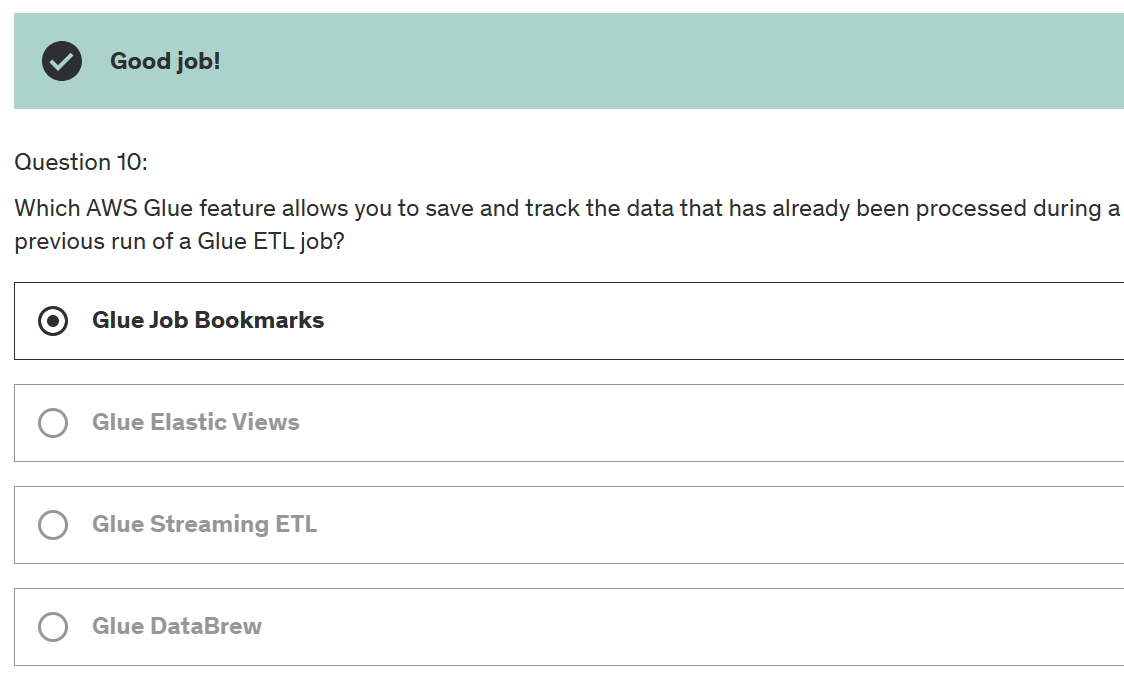 Good job!
Question 10:
Which AWS Glue feature allows you to save and track the data that has already been processed during a
previous run of a Glue ETL job?
Glue Job Bookmarks
Glue Elastic Views
Glue Streaming ETL
Glue DataBrew